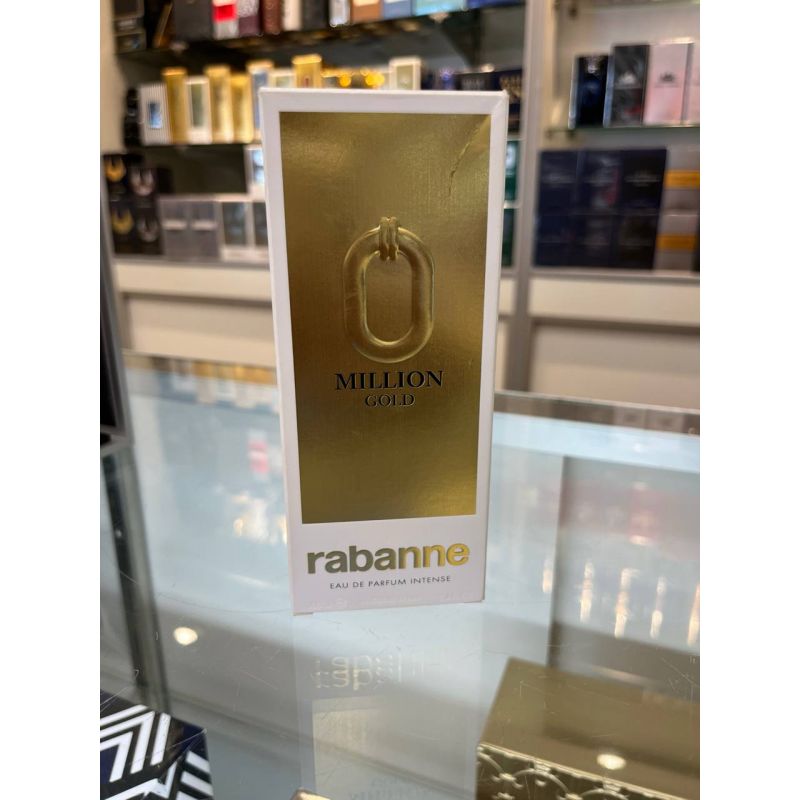 MILLION
GOLD
rabanne
EAU DE PARFUM INTENSE